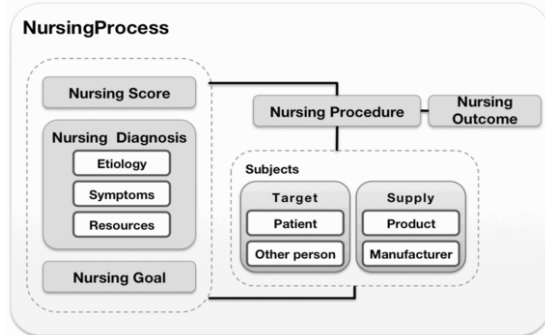 NursingProcess
Nursing Score
Nursing Diagnosis
Etiology
Symptoms
Resources
Nursing Goal
Nursing Procedure
Nursing
Outcome
Subjects
Target
Patient
Other person
Supply
Product
Manufacturer